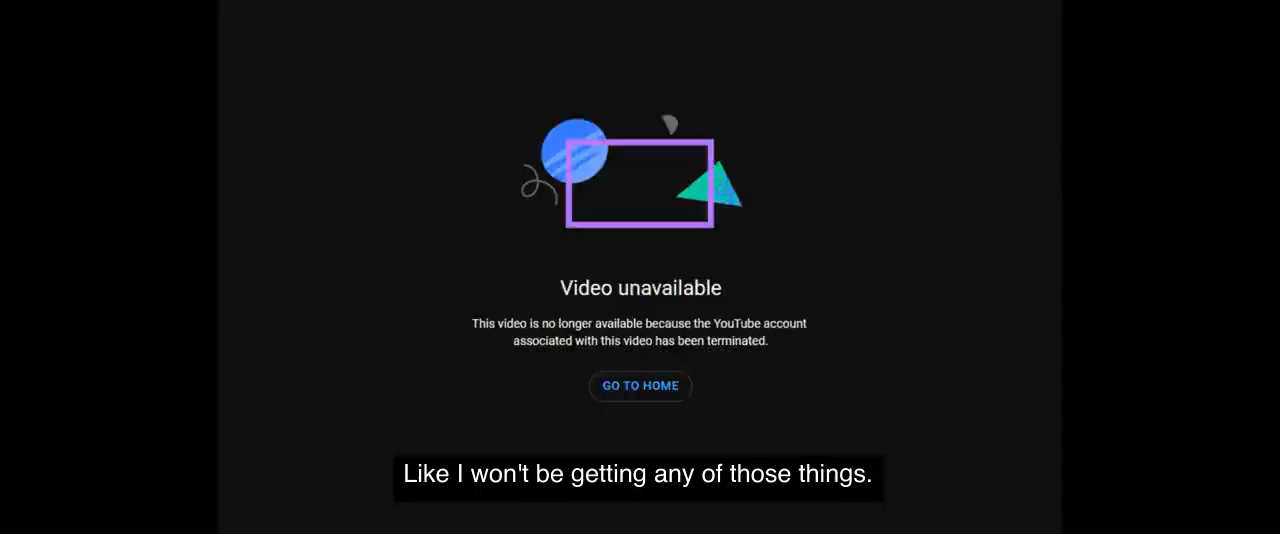 Video unavailable
This video is no longer available because the YouTube account
associated with this video has been terminated.
GO TO HOME
Like I won't be getting any of those things.